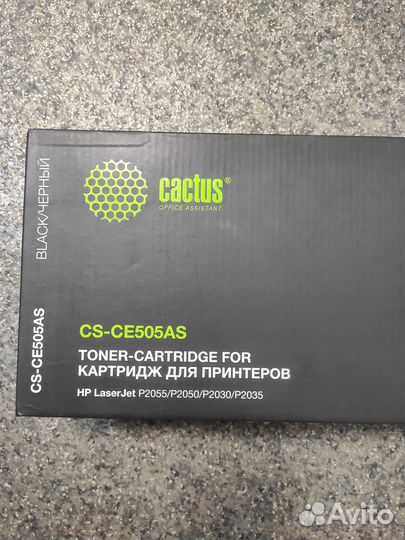 cactus®
OFFICE ASSISTANT
BLACK/ЧЕРНЫЙ
CS-CE505AS
CS-CE505AS
TONER-CARTRIDGE FOR
КАРТРИДЖ ДЛЯ ПРИНТЕРОВ
HP LaserJet P2055/P2050/P2030/P2035
Avito